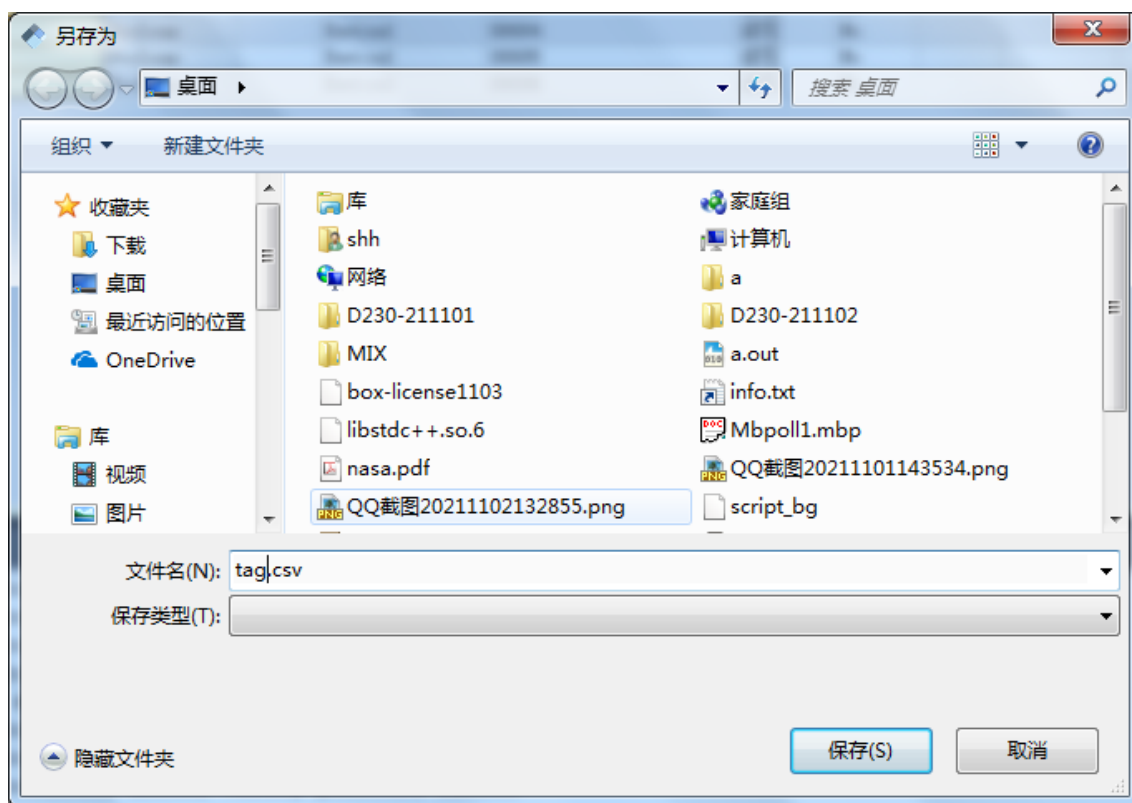 另存为
桌面
搜索 桌面
组织
新建文件夹
收藏夹
下载
桌面
最近访问的位置
OneDrive
库
视频
图片
库
家庭组
shh
计算机
网络
a
D230-211101
D230-211102
MIX
a.out
box-license1103
info.txt
libstdc++.so.6
Mbpoll1.mbp
nasa.pdf
QQ截图20211101143534.png
QQ截图20211102132855.png
script_bg
文件名(N): tag.csv
保存类型(T):
隐藏文件夹
保存(S)
取消